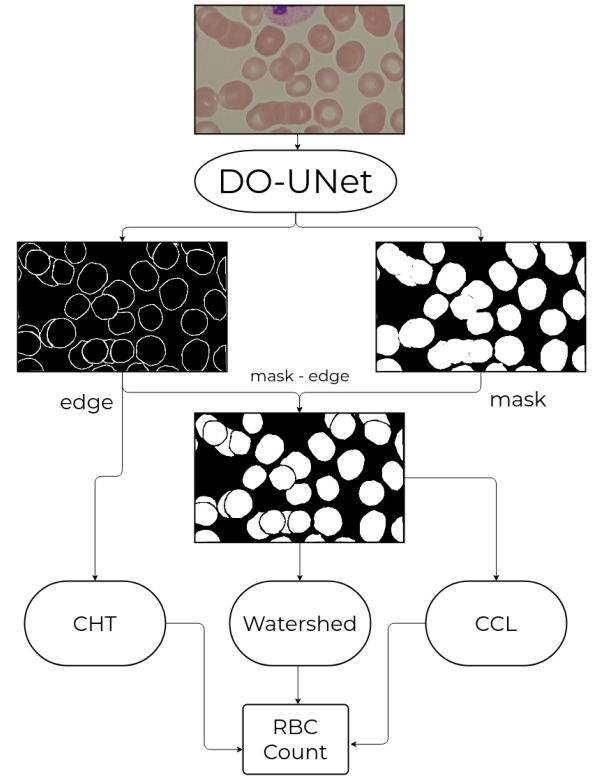 DO-UNet
mask - edge
edge
mask
CHT
Watershed
CCL
RBC
Count